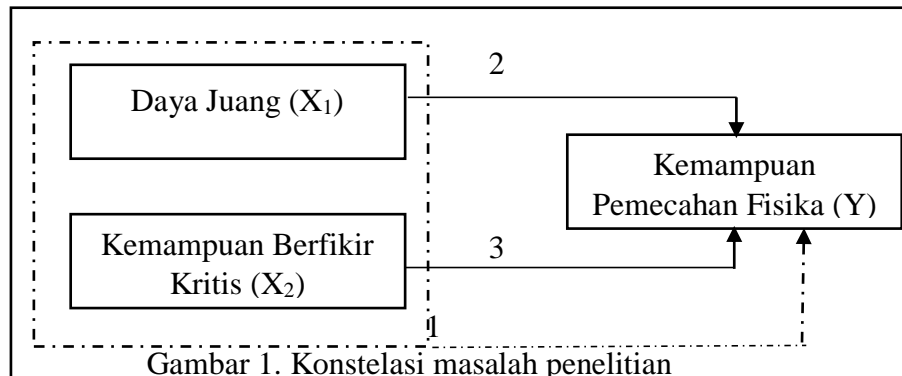 2
Daya Juang (X₁)
Kemampuan
Pemecahan Fisika (Y)
Kemampuan Berfikir
Kritis (X₂)
3
1
Gambar 1. Konstelasi masalah penelitian